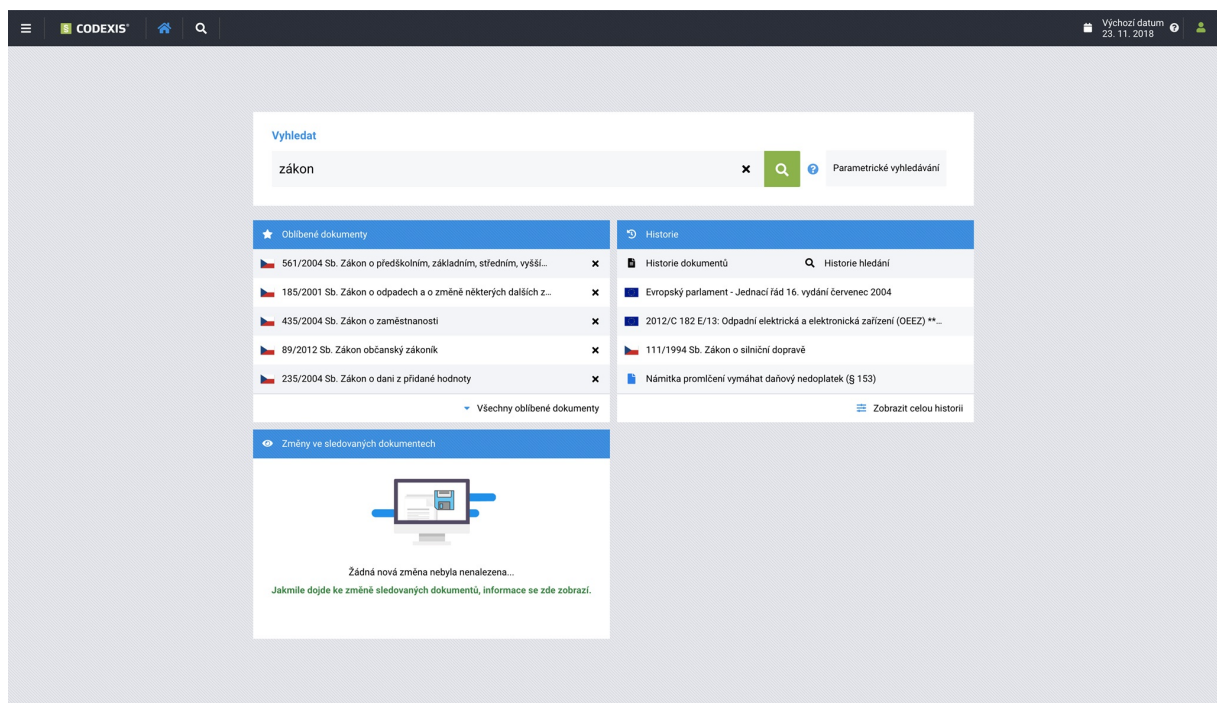 CODEXIS®
Výchozí datum
23. 11. 2018
Vyhledat
zákon
Parametrické vyhledávání
Oblíbené dokumenty
561/2004 Sb. Zákon o předškolním, základním, středním, vyšší...
185/2001 Sb. Zákon o odpadech a o změně některých dalších z...
435/2004 Sb. Zákon o zaměstnanosti
89/2012 Sb. Zákon občanský zákoník
235/2004 Sb. Zákon o dani z přidané hodnoty
Všechny oblíbené dokumenty
Historie
Historie dokumentů Historie hledání
Evropský parlament - Jednací řád 16. vydání červenec 2004
2012/C 182 E/13: Odpadní elektrická a elektronická zařízení (OEEZ) **...
111/1994 Sb. Zákon o silniční dopravě
Námitka promlčení vymáhat daňový nedoplatek (§ 153)
Zobrazit celou historii
Změny ve sledovaných dokumentech
Žádná nová změna nebyla nenalezena...
Jakmile dojde ke změně sledovaných dokumentů, informace se zde zobrazí.